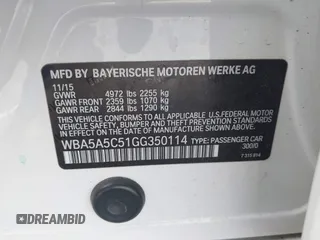 MFD BY BAYERISCHE MOTOREN WERKE AG
11/15
GVWR 4972 lbs 2255 kg
GAWR FRONT 2359 lbs 1070 kg
GAWR REAR 2844 lbs 1290 kg
THIS VEHICLE CONFORMS TO ALL APPLICABLE
U.S. FEDERAL MOTOR VEHICLE SAFETY, BUMPER,
AND THEFT PREVENTION STANDARDS IN EFFECT
ON THE DATE OF MANUFACTURE SHOWN ABOVE.
WBA5A5C51GG350114 TYPE: PASSENGER CAR
300/0
DREAMBID